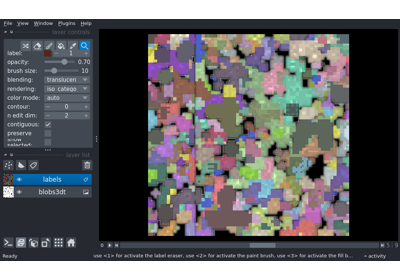 File View Window Plugins Help
layer controls
label: 1
opacity: 0.70
brush size: 10
blending: translucen
rendering: iso_catego
color mode: auto
contour: 0
n edit dim: 2
contiguous:
preserve
selected:
layer list
labels
blobs3dt
Ready
use <1> for activate the label eraser, use <2> for activate the paint brush, use <3> for activate the fill b...
activity